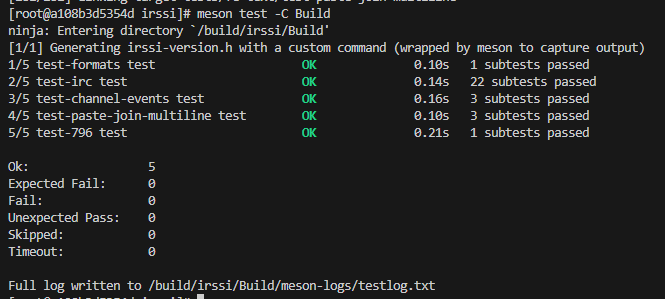 [root@a108b3d5354d irssi]# meson test -C Build
ninja: Entering directory `/build/irssi/Build'
[1/1] Generating irssi-version.h with a custom command (wrapped by meson to capture output)
1/5 test-formats test OK 0.10s 1 subtests passed
2/5 test-irc test OK 0.14s 22 subtests passed
3/5 test-channel-events test OK 0.16s 3 subtests passed
4/5 test-paste-join-multiline test OK 0.10s 3 subtests passed
5/5 test-796 test OK 0.21s 1 subtests passed
Ok: 5
Expected Fail: 0
Fail: 0
Unexpected Pass: 0
Skipped: 0
Timeout: 0
Full log written to /build/irssi/Build/meson-logs/testlog.txt